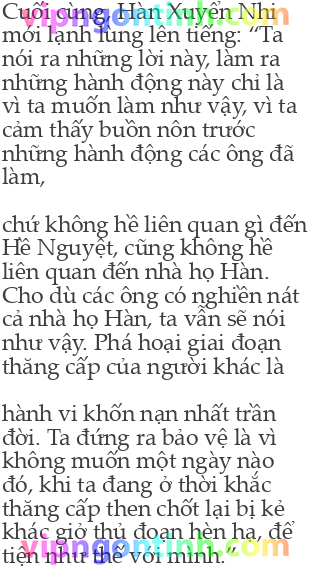 Cuối cùng, Hàn Xuyển Nhi
mới lạnh lùng lên tiếng: “Ta
nói ra những lời này, làm ra
những hành động này chỉ là
vì ta muốn làm như vậy, vì ta
cảm thấy buồn nôn trước
những hành động các ông đã
làm,
chứ không hề liên quan gì đến
Hề Nguyệt, cũng không hề
liên quan đến nhà họ Hàn.
Cho dù các ông có nghiền nát
cả nhà họ Hàn, ta vẫn sẽ nói
như vậy. Phá hoại giai đoạn
thăng cấp của người khác là
hành vi khốn nạn nhất trần
đời. Ta đứng ra bảo vệ là vì
không muốn một ngày nào
đó, khi ta đang ở thời khắc
thăng cấp then chốt lại bị kẻ
khác giở thủ đoạn hèn hạ, để
tiện như thế với mình.”
vipngontinh.com
vipngontinh.com